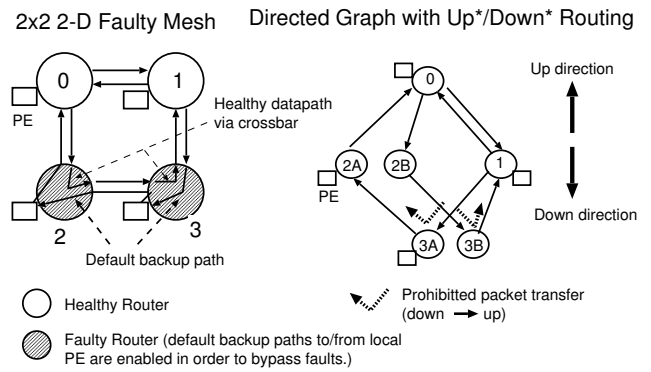 2x2 2-D Faulty Mesh
Directed Graph with Up*/Down* Routing
0
1
PE
Healthy datapath
via crossbar
2
3
Default backup path
0
Up direction
2A
2B
1
PE
Down direction
3A
3B
Healthy Router
Prohibitted packet transfer
(down → up)
Faulty Router (default backup paths to/from local
PE are enabled in order to bypass faults.)